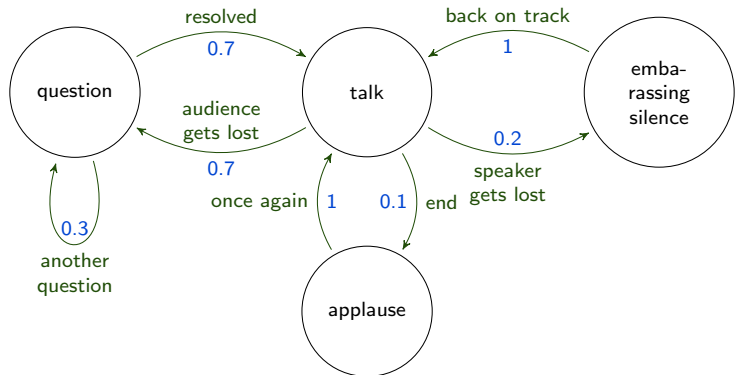 resolved
0.7
back on track
1
question
audience
gets lost
0.7
talk
0.2
speaker
gets lost
emba-
rassing
silence
0.3
another
question
once again
1
0.1
end
applause